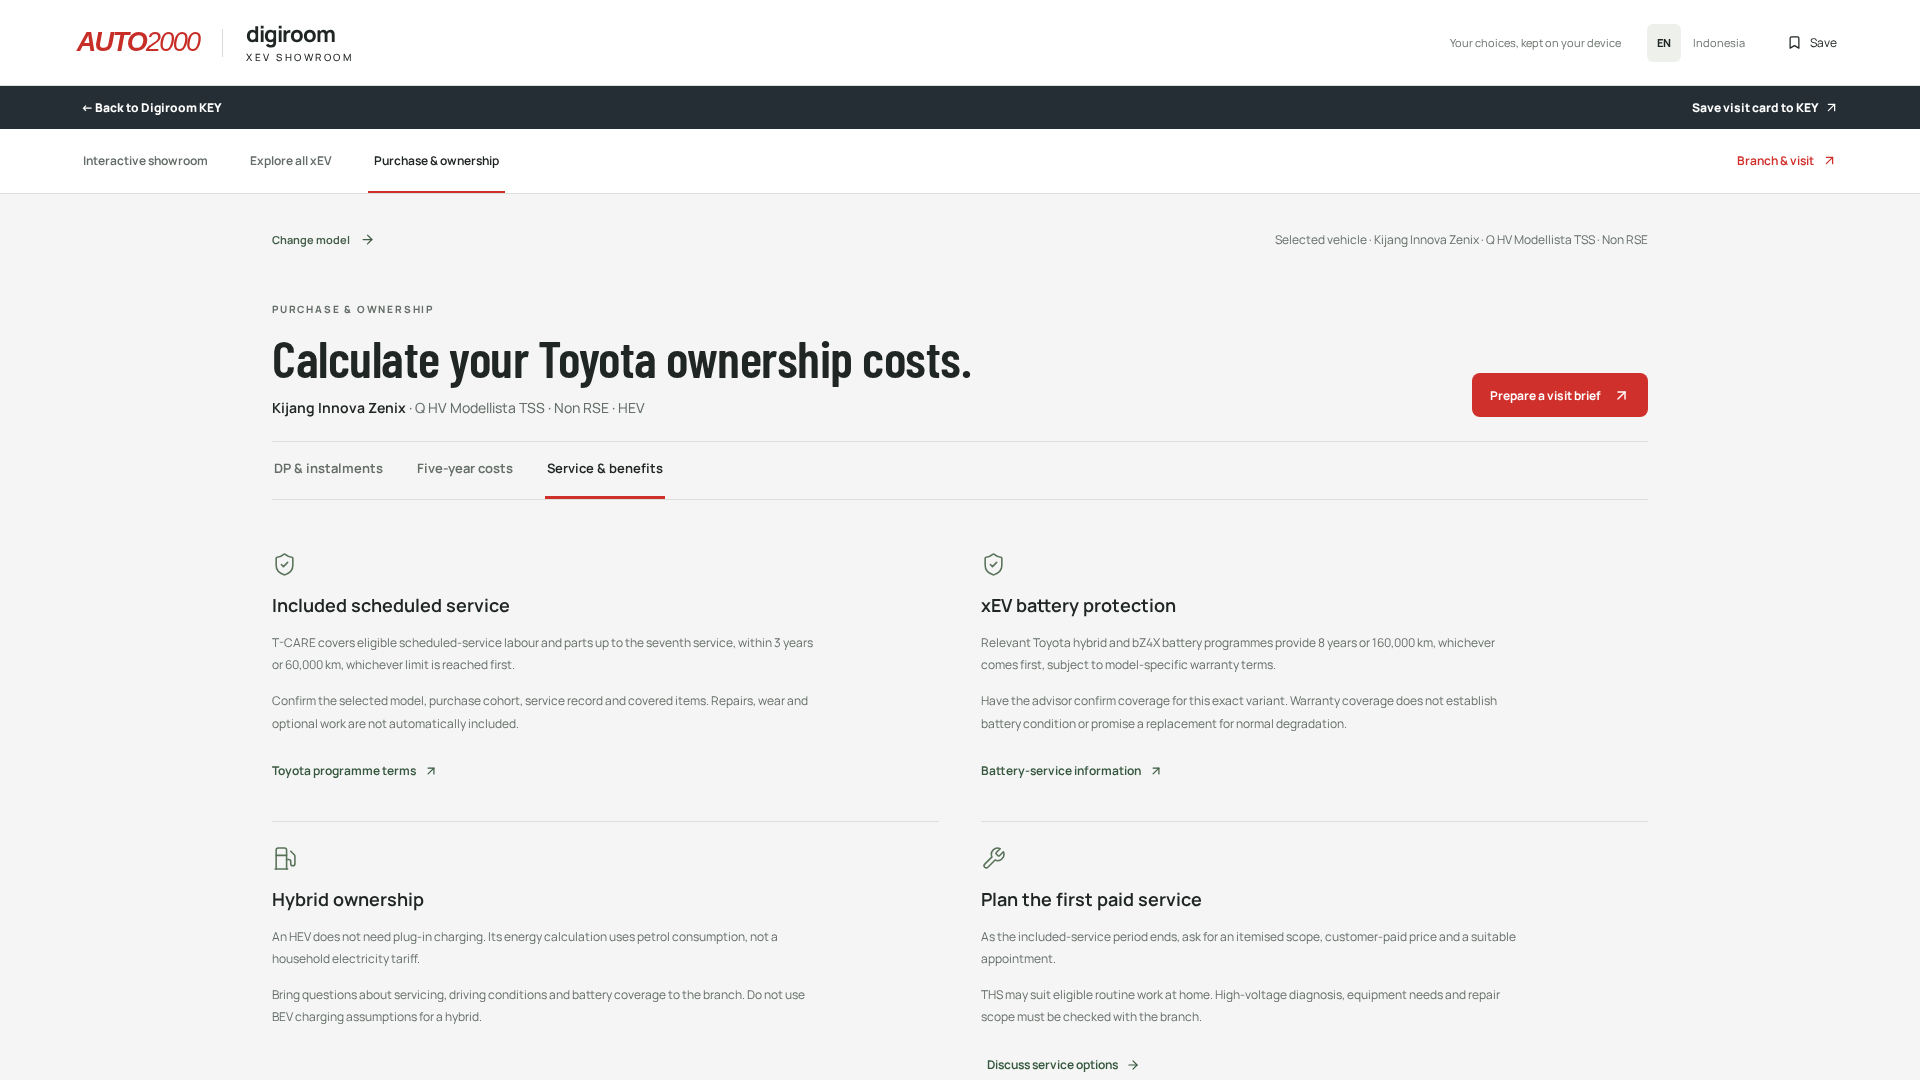 AUTO2000
digiroom
XEV SHOWROOM
Your choices, kept on your device
EN
Indonesia
Save
← Back to Digiroom KEY
Save visit card to KEY
Interactive showroom
Explore all xEV
Purchase & ownership
Branch & visit
Change model
Selected vehicle · Kijang Innova Zenix · Q HV Modellista TSS · Non RSE
PURCHASE & OWNERSHIP
Calculate your Toyota ownership costs.
Kijang Innova Zenix · Q HV Modellista TSS · Non RSE · HEV
Prepare a visit brief
DP & instalments
Five-year costs
Service & benefits
Included scheduled service
T-CARE covers eligible scheduled-service labour and parts up to the seventh service, within 3 years
or 60,000 km, whichever limit is reached first.
Confirm the selected model, purchase cohort, service record and covered items. Repairs, wear and
optional work are not automatically included.
Toyota programme terms
xEV battery protection
Relevant Toyota hybrid and bZ4X battery programmes provide 8 years or 160,000 km, whichever
comes first, subject to model-specific warranty terms.
Have the advisor confirm coverage for this exact variant. Warranty coverage does not establish
battery condition or promise a replacement for normal degradation.
Battery-service information
Hybrid ownership
An HEV does not need plug-in charging. Its energy calculation uses petrol consumption, not a
household electricity tariff.
Bring questions about servicing, driving conditions and battery coverage to the branch. Do not use
BEV charging assumptions for a hybrid.
Plan the first paid service
As the included-service period ends, ask for an itemised scope, customer-paid price and a suitable
appointment.
THS may suit eligible routine work at home. High-voltage diagnosis, equipment needs and repair
scope must be checked with the branch.
Discuss service options